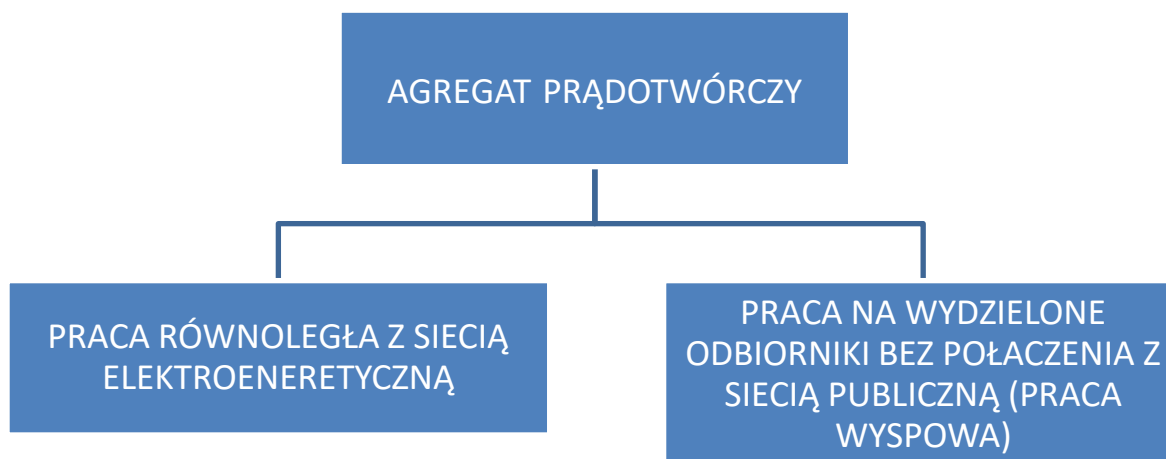 AGREGAT PRĄDOTWÓRCZY
PRACA RÓWNOLEGŁA Z SIECIĄ
ELEKTROENERETYCZNĄ
PRACA NA WYDZIELONE
ODBIORNIKI BEZ POŁACZENIA Z
SIECIĄ PUBLICZNĄ (PRACA
WYSPOWA)